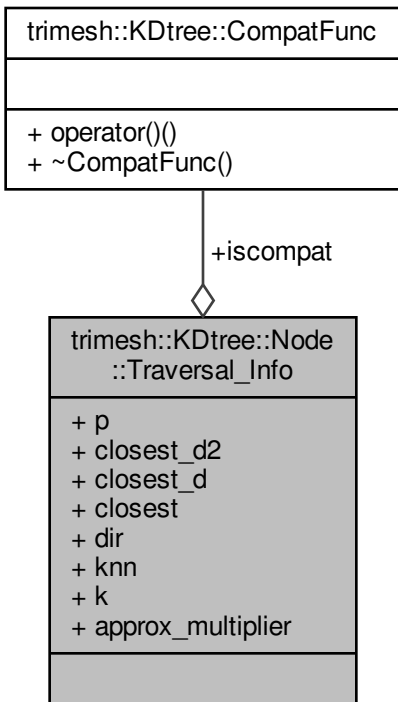 trimesh::KDtree::CompatFunc
+ operator()()
+ ~CompatFunc()
+iscompat
trimesh::KDtree::Node
::Traversal_Info
+ p
+ closest_d2
+ closest_d
+ closest
+ dir
+ knn
+ k
+ approx_multiplier